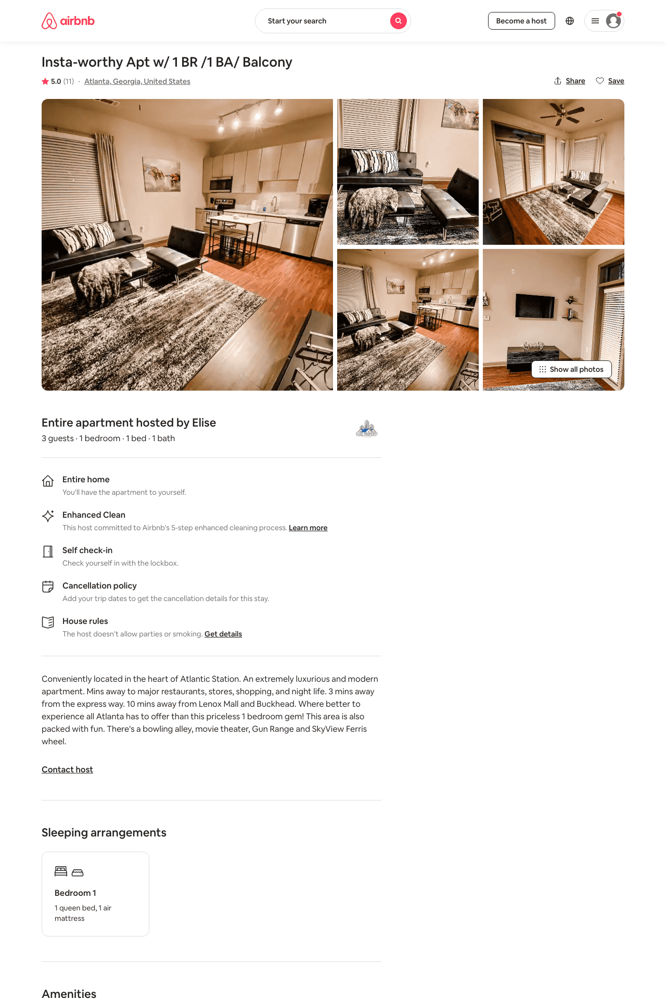 airbnb
Start your search
Become a host
Insta-worthy Apt w/ 1 BR /1 BA/ Balcony
5.0 (11) · Atlanta, Georgia, United States
Share
Save
Show all photos
Entire apartment hosted by Elise
3 guests · 1 bedroom · 1 bed · 1 bath
ELISE PROPERTY
Entire home
You’ll have the apartment to yourself.
Enhanced Clean
This host committed to Airbnb's 5-step enhanced cleaning process. Learn more
Self check-in
Check yourself in with the lockbox.
Cancellation policy
Add your trip dates to get the cancellation details for this stay.
House rules
The host doesn’t allow parties or smoking. Get details
Conveniently located in the heart of Atlantic Station. An extremely luxurious and modern
apartment. Mins away to major restaurants, stores, shopping, and night life. 3 mins away
from the express way. 10 mins away from Lenox Mall and Buckhead. Where better to
experience all Atlanta has to offer than this priceless 1 bedroom gem! This area is also
packed with fun. There's a bowling alley, movie theater, Gun Range and SkyView Ferris
wheel.
Contact host
Sleeping arrangements
Bedroom 1
1 queen bed, 1 air
mattress
Amenities